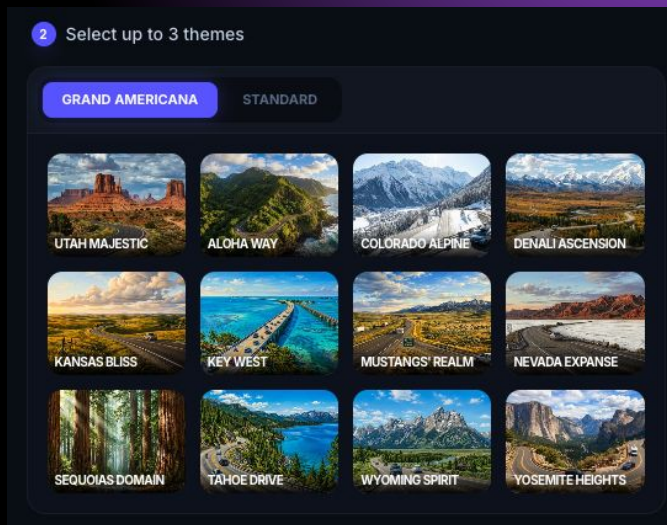 2 Select up to 3 themes
GRAND AMERICANA STANDARD
UTAH MAJESTIC ALOHA WAY COLORADO ALPINE DENALI ASCENSION
KANSAS BLISS KEY WEST MUSTANGS' REALM NEVADA EXPANSE
SEQUOIAS DOMAIN TAHOE DRIVE WYOMING SPIRIT YOSEMITE HEIGHTS